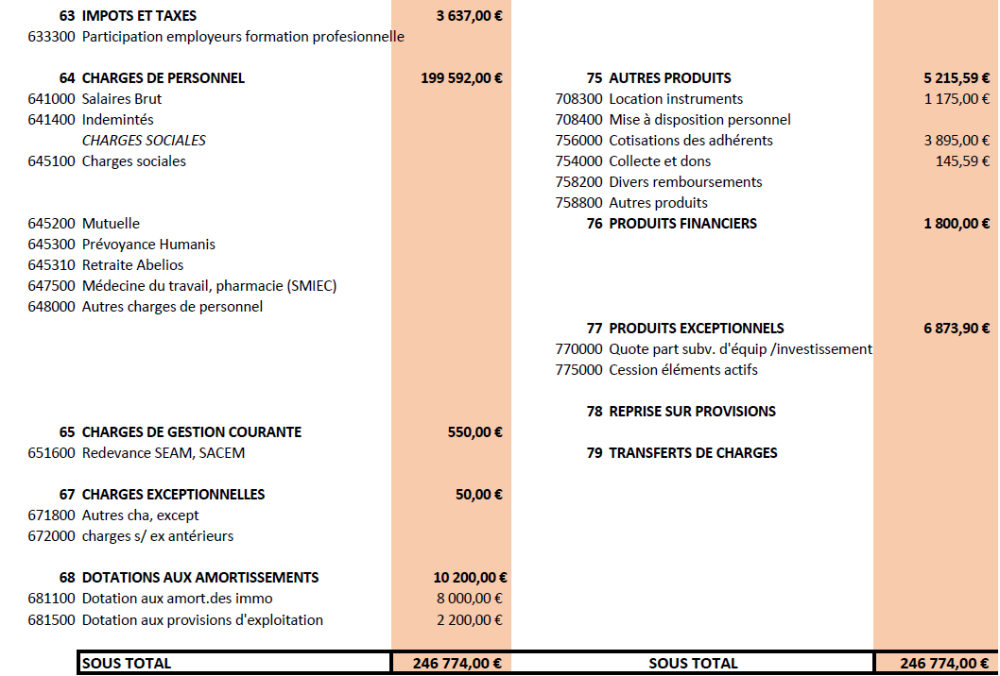 63 IMPOTS ET TAXES 3 637,00 €
633300 Participation employeurs formation profesionnelle
64 CHARGES DE PERSONNEL 199 592,00 € 75 AUTRES PRODUITS 5 215,59 €
641000 Salaires Brut 708300 Location instruments 1 175,00 €
641400 Indemintés 708400 Mise à disposition personnel
CHARGES SOCIALES 756000 Cotisations des adhérents 3 895,00 €
645100 Charges sociales 754000 Collecte et dons 145,59 €
758200 Divers remboursements
758800 Autres produits
645200 Mutuelle 76 PRODUITS FINANCIERS 1 800,00 €
645300 Prévoyance Humanis
645310 Retraite Abelios
647500 Médecine du travail, pharmacie (SMIEC)
648000 Autres charges de personnel
77 PRODUITS EXCEPTIONNELS 6 873,90 €
770000 Quote part subv. d'équip /investissement
775000 Cession éléments actifs
78 REPRISE SUR PROVISIONS
65 CHARGES DE GESTION COURANTE 550,00 €
651600 Redevance SEAM, SACEM 79 TRANSFERTS DE CHARGES
67 CHARGES EXCEPTIONNELLES 50,00 €
671800 Autres cha, except
672000 charges s/ ex antérieurs
68 DOTATIONS AUX AMORTISSEMENTS 10 200,00 €
681100 Dotation aux amort.des immo 8 000,00 €
681500 Dotation aux provisions d'exploitation 2 200,00 €
SOUS TOTAL 246 774,00 € SOUS TOTAL 246 774,00 €